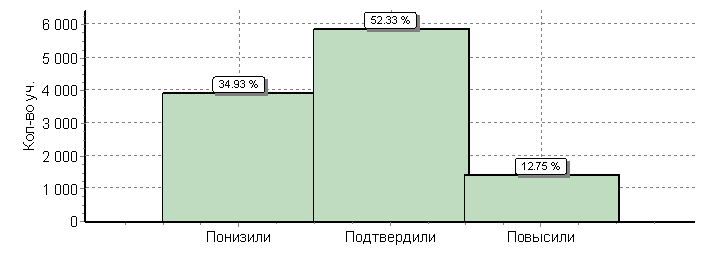 Кол-во уч.
6 000
5 000
4 000
3 000
2 000
1 000
0
34.93 %
52.33 %
12.75 %
Понизили
Подтвердили
Повысили